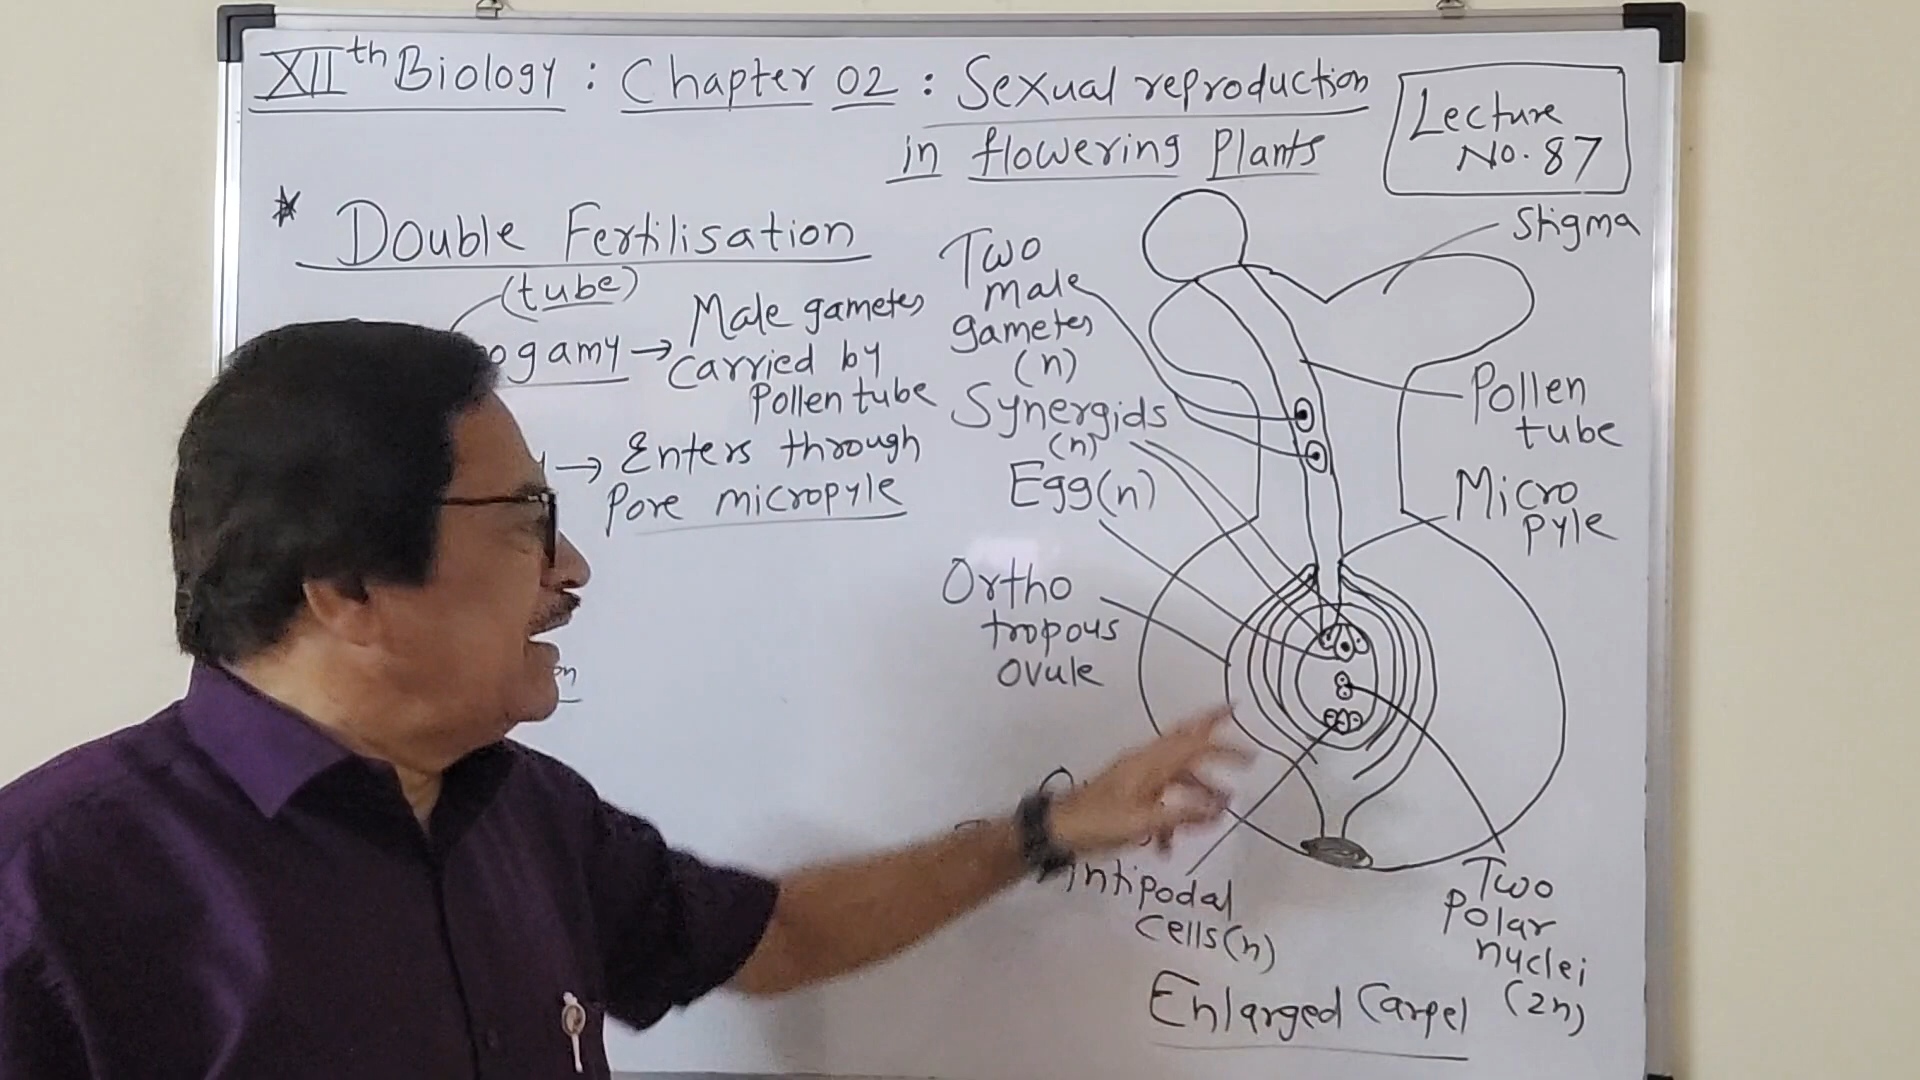 XIIth Biology : Chapter 02 : Sexual reproduction
in flowering Plants
Lecture
No. 87
* Double Fertilisation
(tube)
ogamy → Male gametes
carried by
Pollen tube
→ Enters through
Pore micropyle
on
Two
male
gametes
(n)
Synergids
(n)
Egg(n)
Ortho
tropous
ovule
Stigma
Pollen
tube
Micro
Pyle
Antipodal
cells(n)
Two
Polar
nuclei
(2n)
Enlarged Carpel